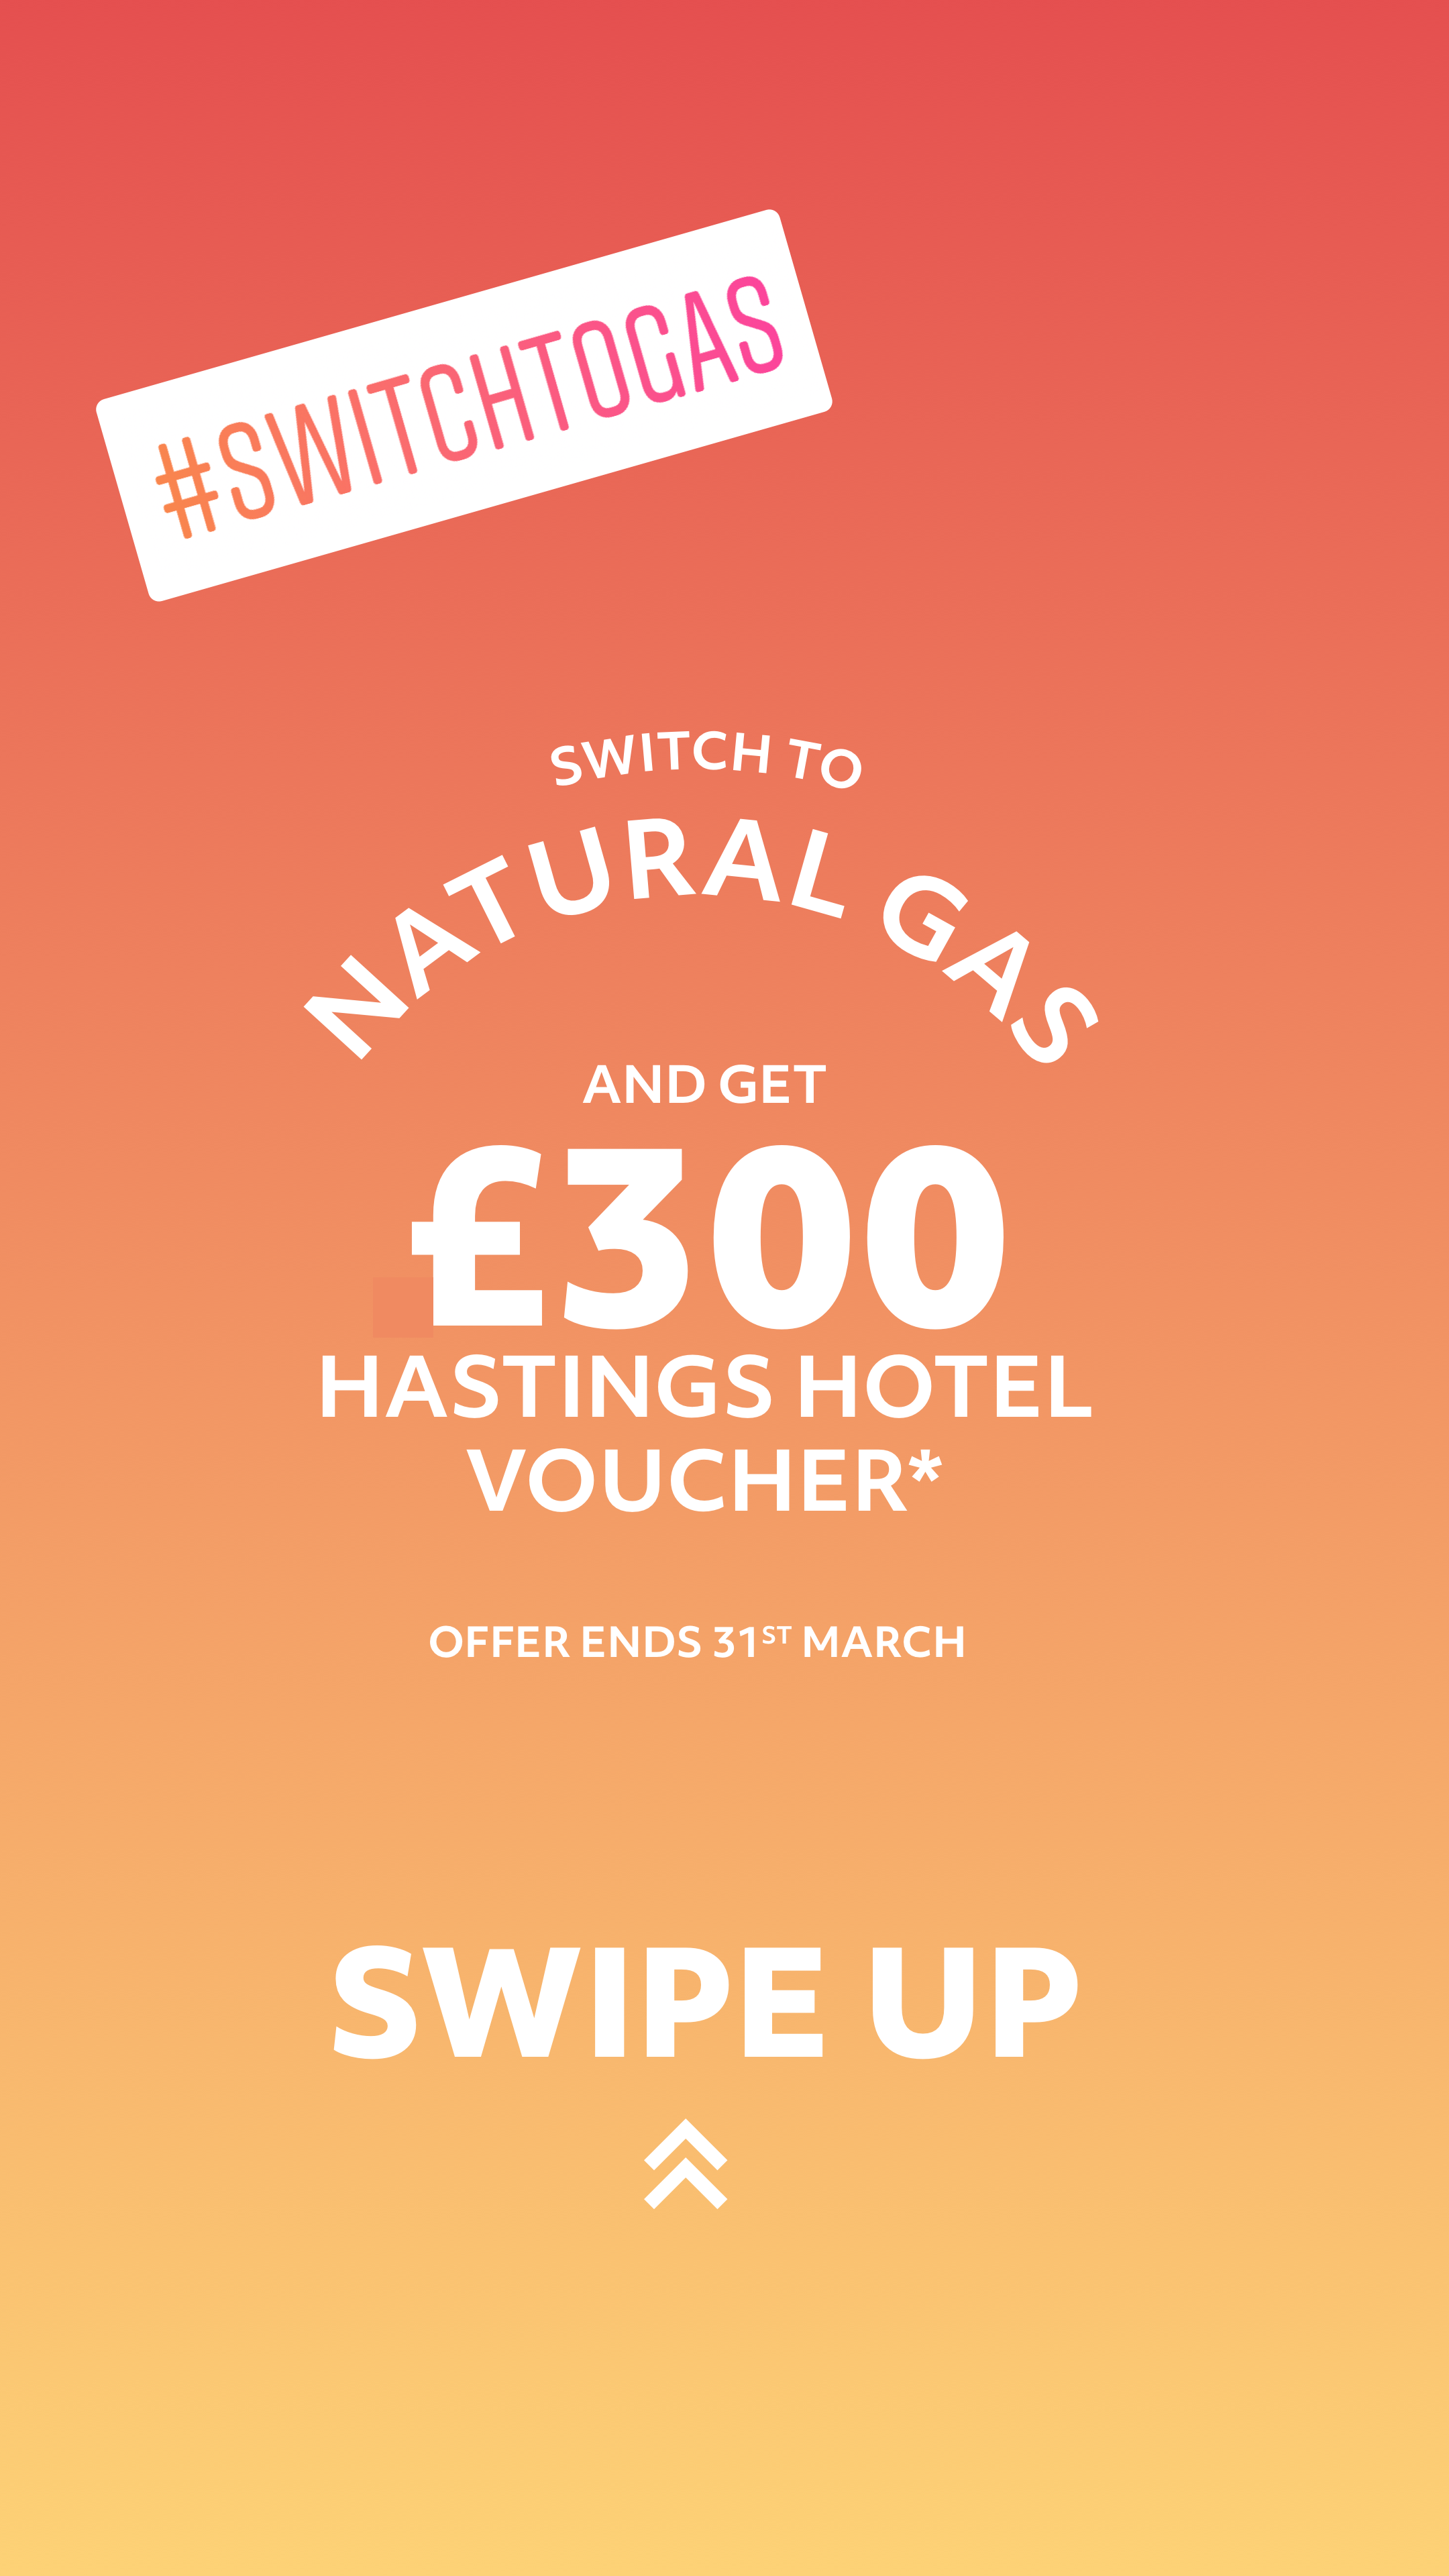 #SWITCHTOGAS
SWITCH TO
NATURAL GAS
AND GET
£300
HASTINGS HOTEL
VOUCHER*
OFFER ENDS 31ST MARCH
SWIPE UP